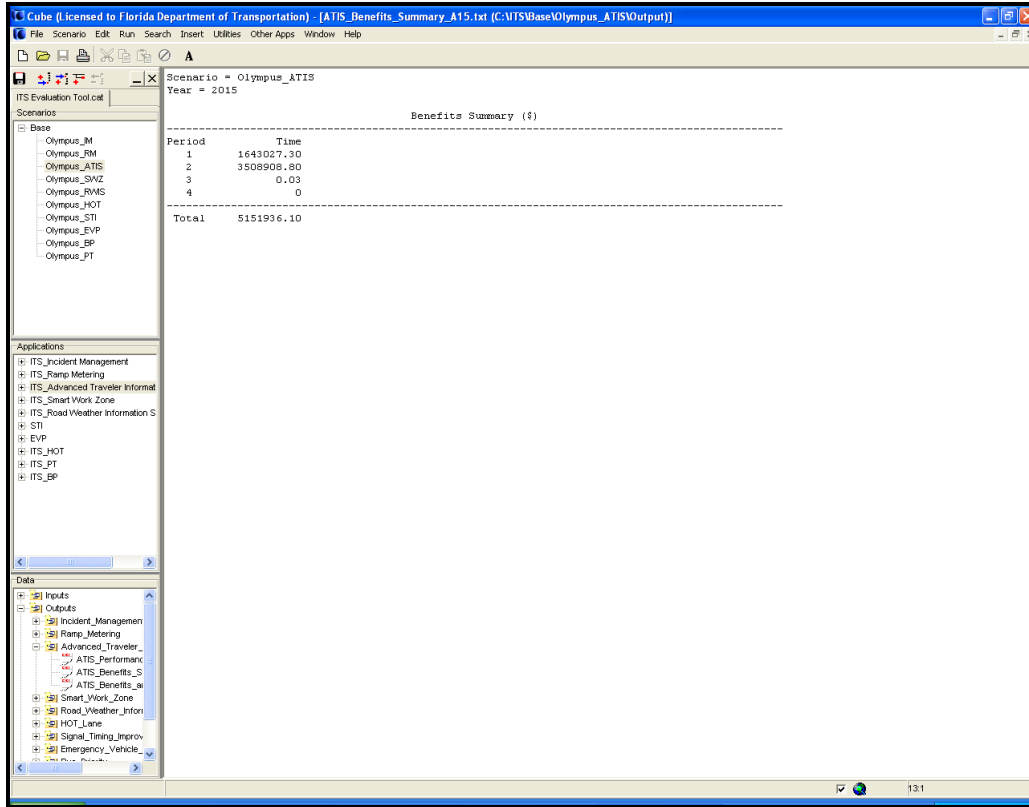 Cube (Licensed to Florida Department of Transportation) - [ATIS_Benefits_Summary_A15.txt (C:\ITS\Base\Olympus_ATIS\Output)]
File Scenario Edit Run Search Insert Utilities Other Apps Window Help
A
ITS Evaluation Tool.cat
Scenarios
Base
Olympus_IM
Olympus_RM
Olympus_ATIS
Olympus_SWZ
Olympus_RWIS
Olympus_HOT
Olympus_STI
Olympus_EVP
Olympus_BP
Olympus_PT
Applications
ITS_Incident Management
ITS_Ramp Metering
ITS_Advanced Traveler Informat
ITS_Smart Work Zone
ITS_Road Weather Information S
STI
EVP
ITS_HOT
ITS_PT
ITS_BP
Data
Inputs
Outputs
Incident_Managemen
Ramp_Metering
Advanced_Traveler_
ATIS_Performanc
ATIS_Benefits_S
ATIS_Benefits_a
Smart_Work_Zone
Road_Weather_Infor
HOT_Lane
Signal_Timing_Improv
Emergency_Vehicle_
Scenario = Olympus_ATIS
Year = 2015
Benefits Summary ($)
Period Time
1 1643027.30
2 3508908.80
3 0.03
4 0
Total 5151936.10
13:1